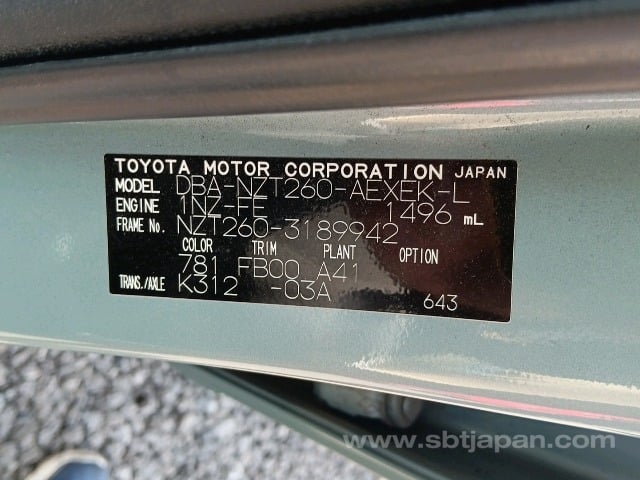 TOYOTA MOTOR CORPORATION JAPAN
MODEL DBA-NZT260-AEXEK-L
ENGINE 1NZ-FE 1496 mL
FRAME No. NZT260-3189942
COLOR TRIM PLANT OPTION
781 FB00 A41
TRANS./AXLE K312 -03A
643
www.sbtjapan.com